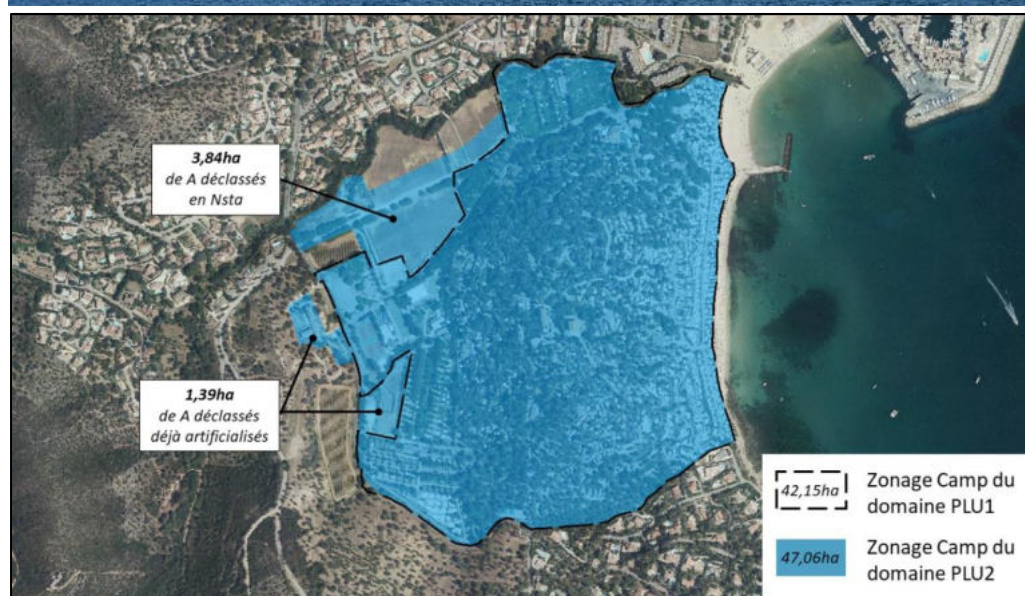 3,84ha
de A déclassés
en Nsta
1,39ha
de A déclassés
déjà artificialisés
42,15ha
Zonage Camp du
domaine PLU1
47,06ha
Zonage Camp du
domaine PLU2